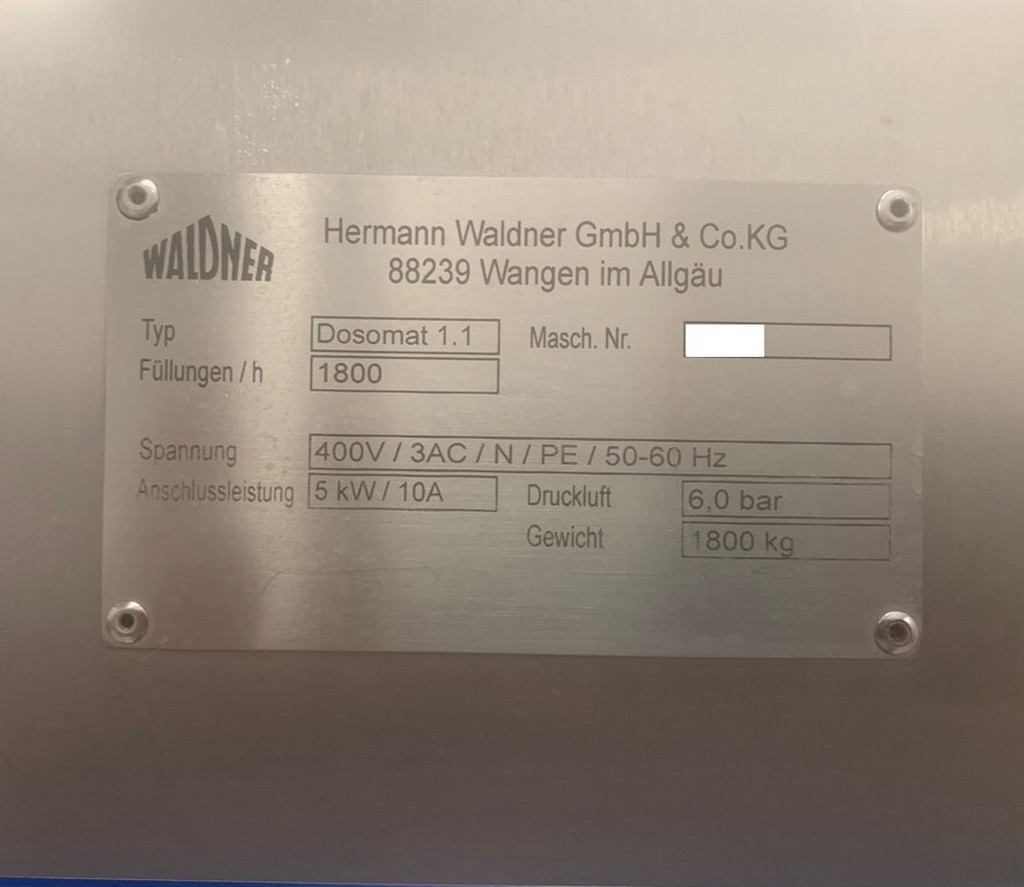 WALDNER
Hermann Waldner GmbH & Co.KG
88239 Wangen im Allgäu
Typ Dosomat 1.1 Masch. Nr.
Füllungen / h 1800
Spannung 400V / 3AC / N / PE / 50-60 Hz
Anschlussleistung 5 kW / 10A Druckluft 6,0 bar
Gewicht 1800 kg